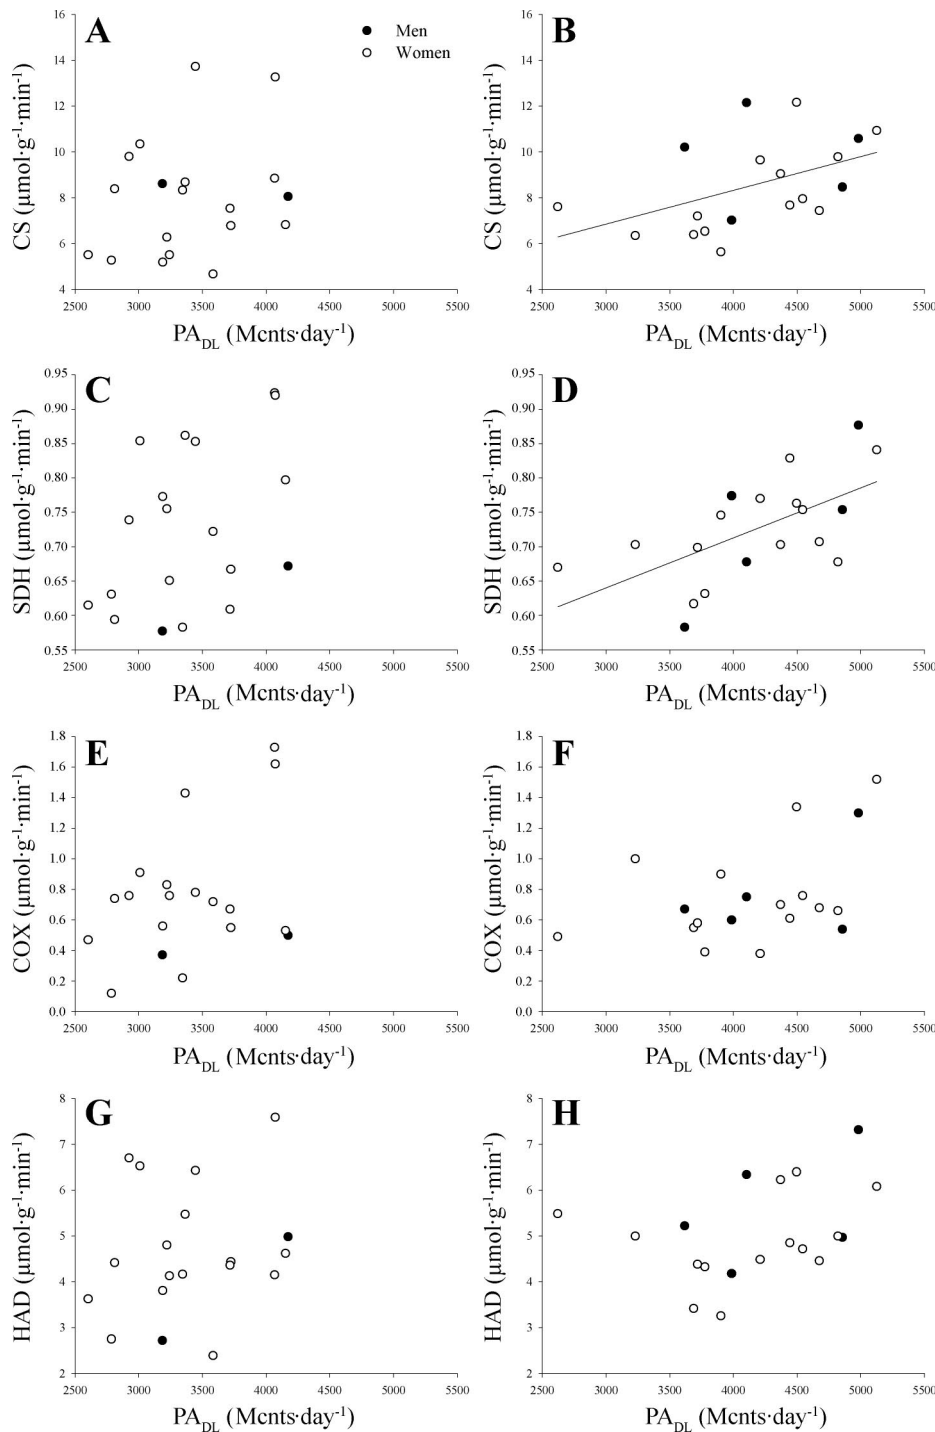 A
Men
Women
16
14
12
10
8
6
4
CS (μmol·g⁻¹·min⁻¹)
2500 3000 3500 4000 4500 5000 5500
PA_DL (Mcnts·day⁻¹)
B
16
14
12
10
8
6
4
CS (μmol·g⁻¹·min⁻¹)
2500 3000 3500 4000 4500 5000 5500
PA_DL (Mcnts·day⁻¹)
C
0.95
0.90
0.85
0.80
0.75
0.70
0.65
0.60
0.55
SDH (μmol·g⁻¹·min⁻¹)
2500 3000 3500 4000 4500 5000 5500
PA_DL (Mcnts·day⁻¹)
D
0.95
0.90
0.85
0.80
0.75
0.70
0.65
0.60
0.55
SDH (μmol·g⁻¹·min⁻¹)
2500 3000 3500 4000 4500 5000 5500
PA_DL (Mcnts·day⁻¹)
E
1.8
1.6
1.4
1.2
1.0
0.8
0.6
0.4
0.2
0.0
COX (μmol·g⁻¹·min⁻¹)
2500 3000 3500 4000 4500 5000 5500
PA_DL (Mcnts·day⁻¹)
F
1.8
1.6
1.4
1.2
1.0
0.8
0.6
0.4
0.2
0.0
COX (μmol·g⁻¹·min⁻¹)
2500 3000 3500 4000 4500 5000 5500
PA_DL (Mcnts·day⁻¹)
G
8
7
6
5
4
3
2
HAD (μmol·g⁻¹·min⁻¹)
2500 3000 3500 4000 4500 5000 5500
PA_DL (Mcnts·day⁻¹)
H
8
7
6
5
4
3
2
HAD (μmol·g⁻¹·min⁻¹)
2500 3000 3500 4000 4500 5000 5500
PA_DL (Mcnts·day⁻¹)